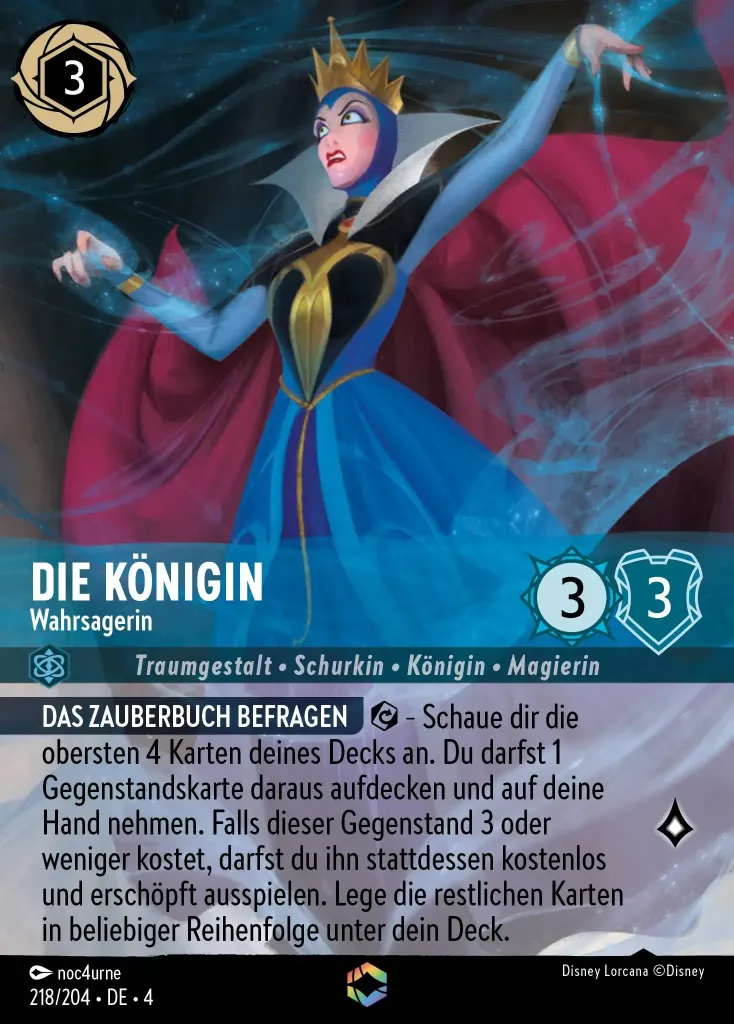 3
DIE KÖNIGIN
Wahrsagerin
3
3
Traumgestalt • Schurkin • Königin • Magierin
DAS ZAUBERBUCH BEFRAGEN – Schaue dir die
obersten 4 Karten deines Decks an. Du darfst 1
Gegenstandskarte daraus aufdecken und auf deine
Hand nehmen. Falls dieser Gegenstand 3 oder
weniger kostet, darfst du ihn stattdessen kostenlos
und erschöpft ausspielen. Lege die restlichen Karten
in beliebiger Reihenfolge unter dein Deck.
noc4urne
Disney Lorcana ©Disney
218/204 • DE • 4